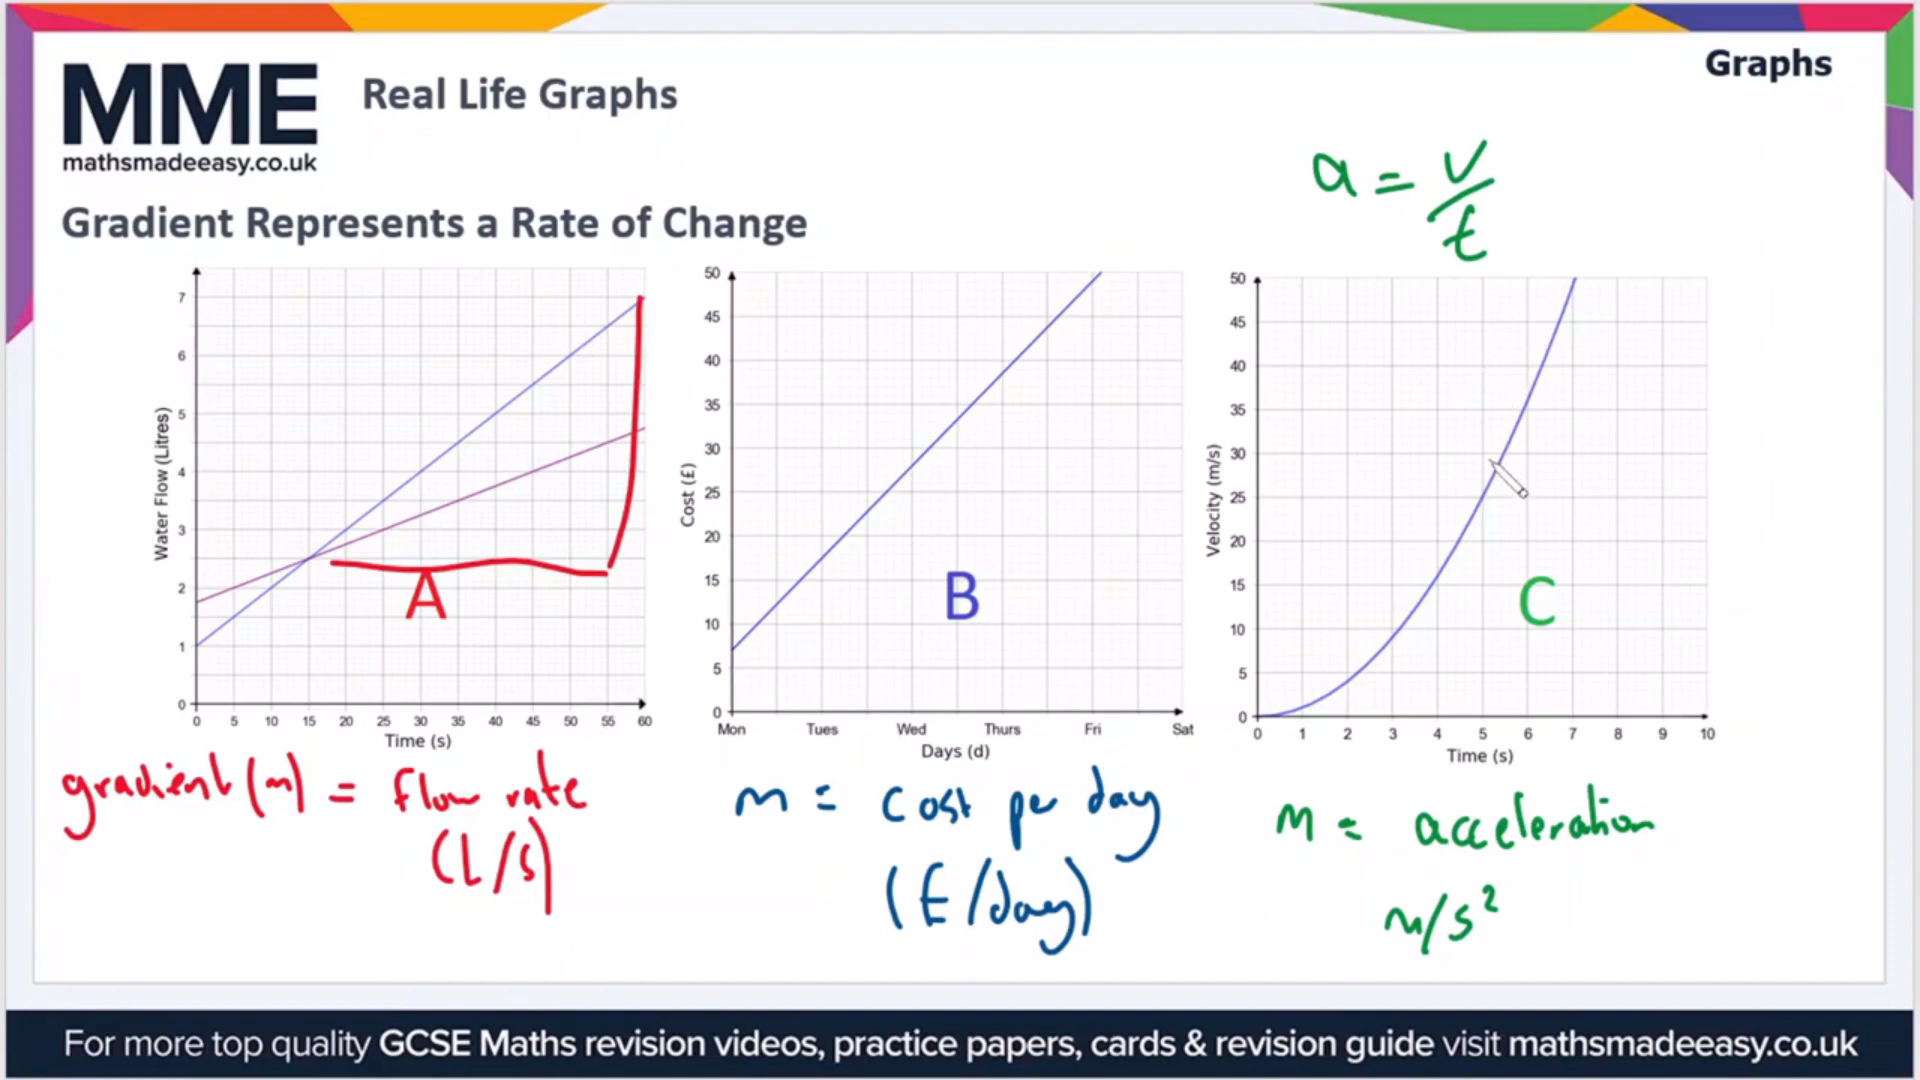 Graphs
MME
mathsmadeeasy.co.uk
Real Life Graphs
Gradient Represents a Rate of Change
a = v/t
7
6
5
4
3
2
1
0
Water Flow (Litres)
A
0 5 10 15 20 25 30 35 40 45 50 55 60
Time (s)
50
45
40
35
30
25
20
15
10
5
0
Cost (£)
B
Mon Tues Wed Thurs Fri Sat
Days (d)
50
45
40
35
30
25
20
15
10
5
0
Velocity (m/s)
C
0 1 2 3 4 5 6 7 8 9 10
Time (s)
gradient (m) = flow rate
(L/s)
m = cost per day
(£/day)
m = acceleration
m/s²
For more top quality GCSE Maths revision videos, practice papers, cards & revision guide visit mathsmadeeasy.co.uk